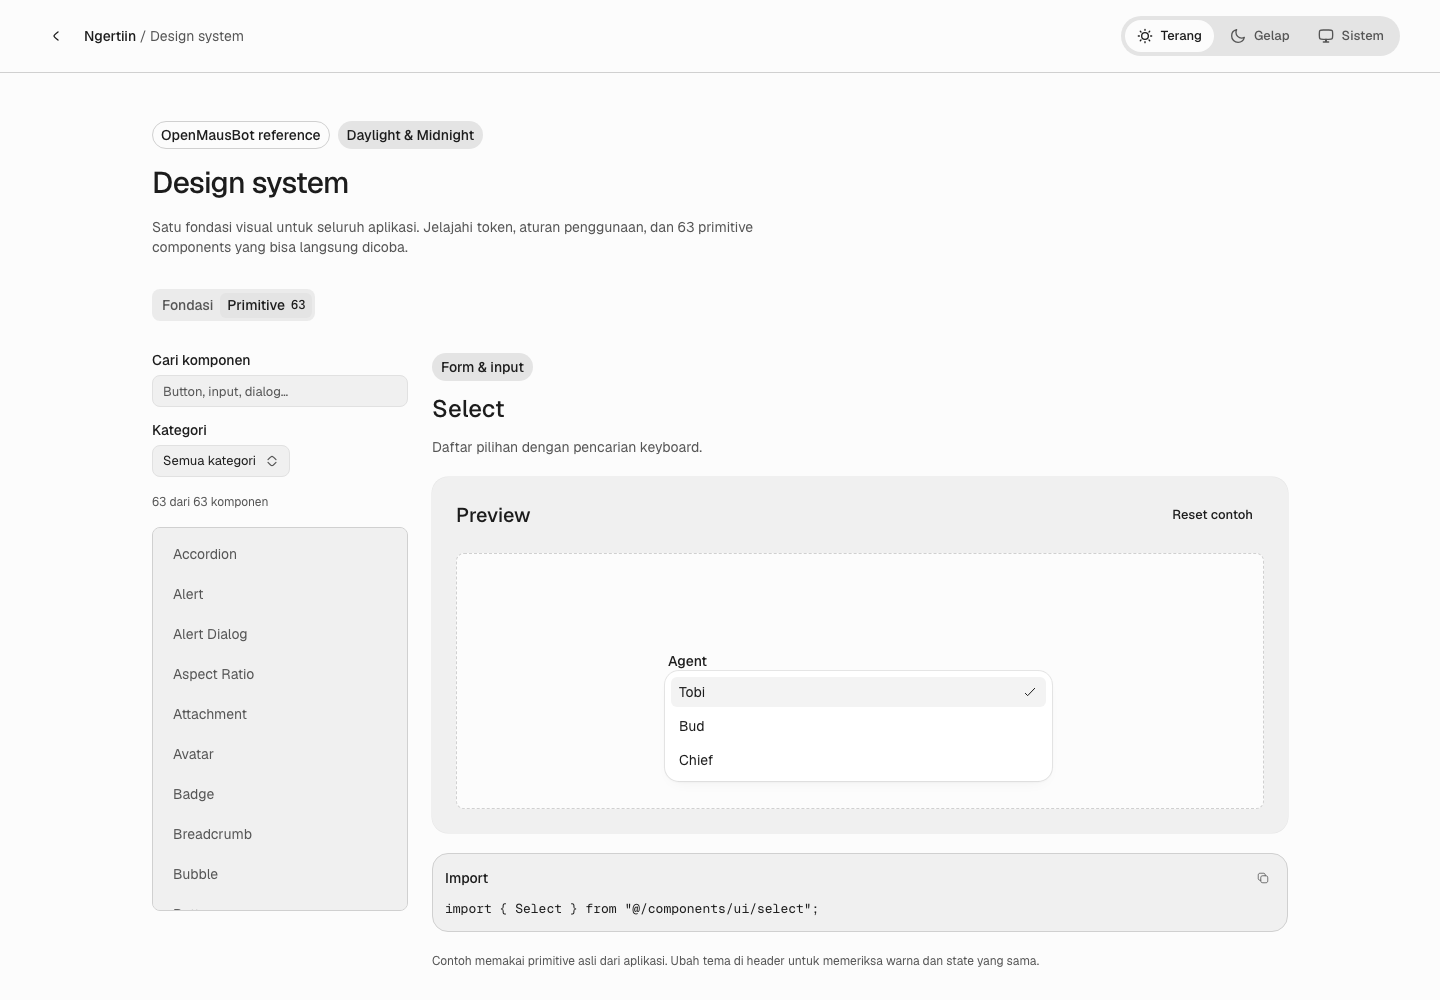 Ngertiin / Design system
Terang
Gelap
Sistem
OpenMausBot reference
Daylight & Midnight
Design system
Satu fondasi visual untuk seluruh aplikasi. Jelajahi token, aturan penggunaan, dan 63 primitive
components yang bisa langsung dicoba.
Fondasi
Primitive 63
Cari komponen
Button, input, dialog…
Kategori
Semua kategori
63 dari 63 komponen
Accordion
Alert
Alert Dialog
Aspect Ratio
Attachment
Avatar
Badge
Breadcrumb
Bubble
Form & input
Select
Daftar pilihan dengan pencarian keyboard.
Preview
Reset contoh
Agent
Tobi
Bud
Chief
Import
import { Select } from "@/components/ui/select";
Contoh memakai primitive asli dari aplikasi. Ubah tema di header untuk memeriksa warna dan state yang sama.